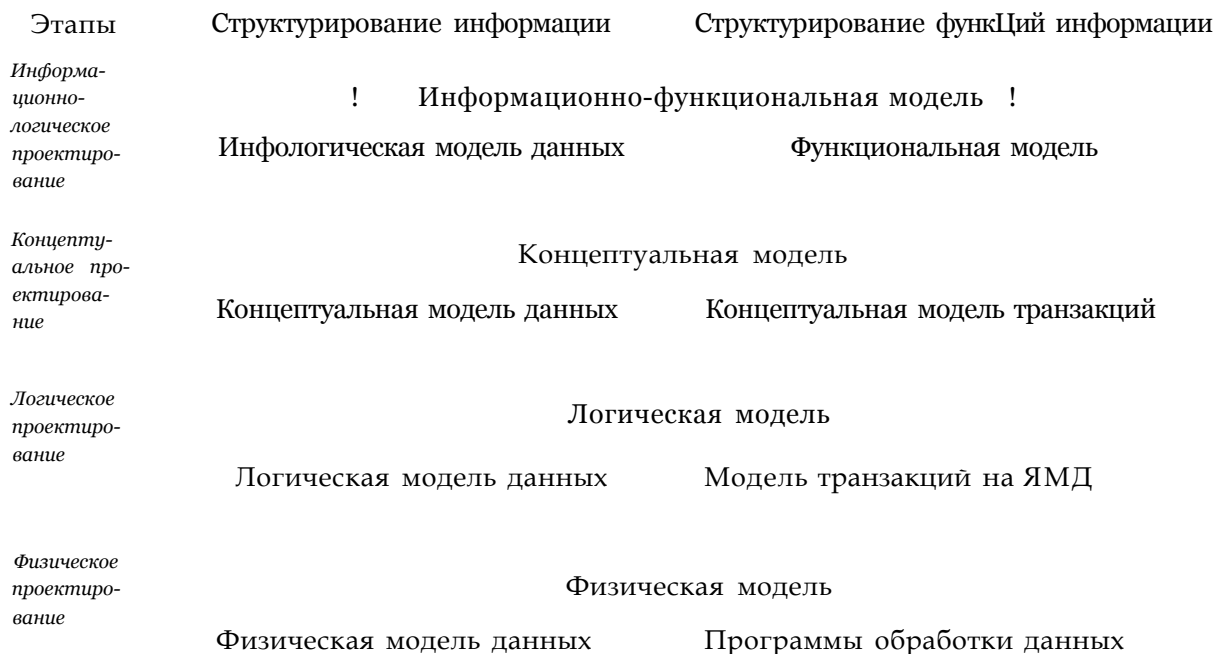 Этапы Структурирование информации Структурирование функЦий информации
Информа-
ционно-
логическое
проектиро-
вание
! Информационно-функциональная модель !
Инфологическая модель данных Функциональная модель
Концепту-
альное про-
ектирова-
ние
Концептуальная модель
Концептуальная модель данных Концептуальная модель транзакций
Логическое
проектиро-
вание
Логическая модель
Логическая модель данных Модель транзакций на ЯМД
Физическое
проектиро-
вание
Физическая модель
Физическая модель данных Программы обработки данных